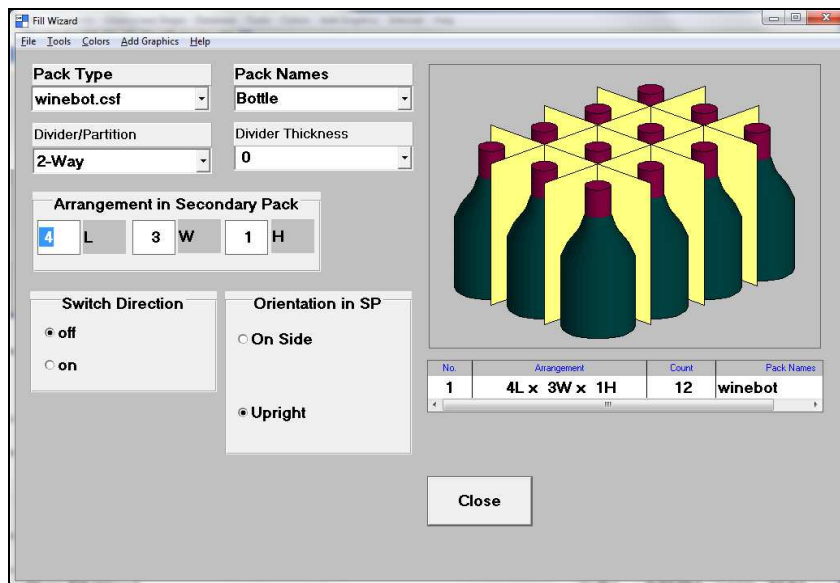 Fill Wizard
File Tools Colors Add Graphics Help
Pack Type
Pack Names
winebot.csf
Bottle
Divider/Partition
Divider Thickness
2-Way
0
Arrangement in Secondary Pack
4 L 3 W 1 H
Switch Direction
off
on
Orientation in SP
On Side
Upright
No. Arrangement Count Pack Names
1 4L x 3W x 1H 12 winebot
Close